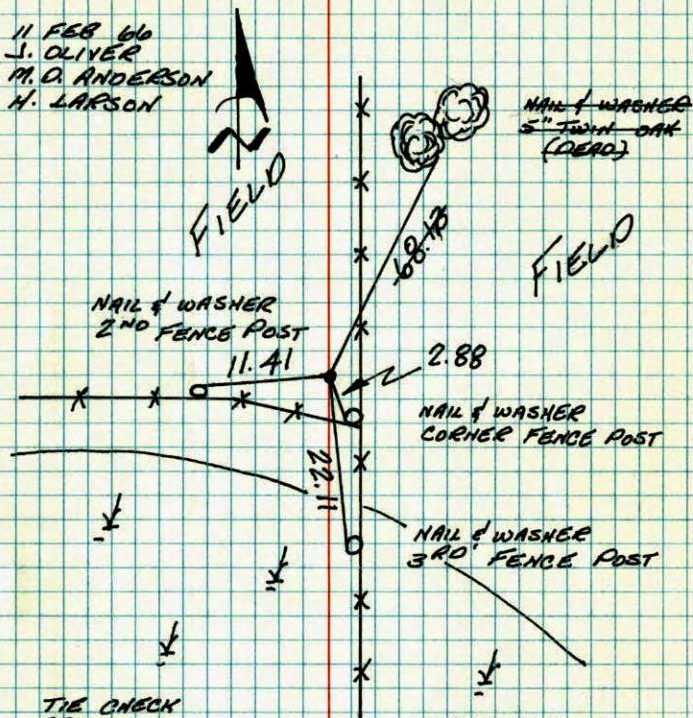 11 FEB 66
J. OLIVER
M.D. ANDERSON
H. LARSON
NAIL & WASHER
5" TWIN OAK
(DEAD)
FIELD
FIELD
NAIL & WASHER
2ND FENCE POST
11.41
2.88
NAIL & WASHER
CORNER FENCE POST
22.11
NAIL & WASHER
3RD FENCE POST
TIE CHECK